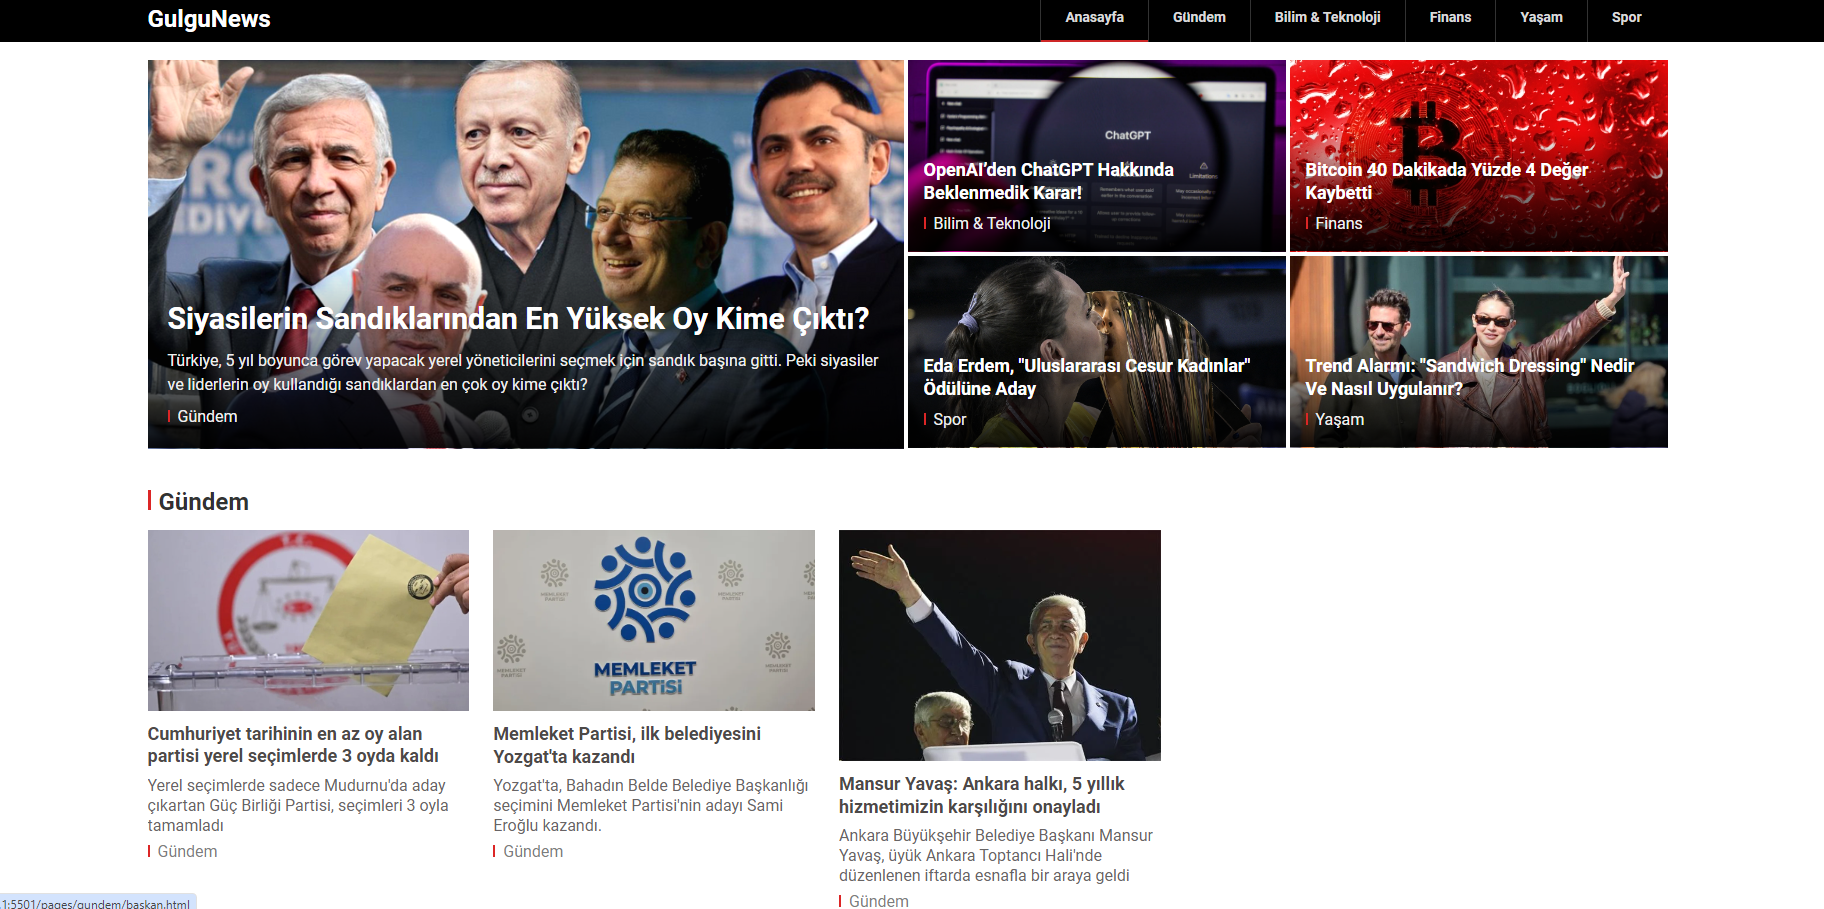 GulguNews
Anasayfa
Gündem
Bilim & Teknoloji
Finans
Yaşam
Spor
Siyasilerin Sandıklarından En Yüksek Oy Kime Çıktı?
Türkiye, 5 yıl boyunca görev yapacak yerel yöneticilerini seçmek için sandık başına gitti. Peki siyasiler
ve liderlerin oy kullandığı sandıklardan en çok oy kime çıktı?
Gündem
ChatGPT
Limitations
OpenAI’den ChatGPT Hakkında
Beklenmedik Karar!
Bilim & Teknoloji
Bitcoin 40 Dakikada Yüzde 4 Değer
Kaybetti
Finans
Eda Erdem, "Uluslararası Cesur Kadınlar"
Ödülüne Aday
Spor
Trend Alarmı: "Sandwich Dressing" Nedir
Ve Nasıl Uygulanır?
Yaşam
Gündem
Cumhuriyet tarihinin en az oy alan
partisi yerel seçimlerde 3 oyda kaldı
Yerel seçimlerde sadece Mudurnu'da aday
çıkartan Güç Birliği Partisi, seçimleri 3 oyla
tamamladı
Gündem
MEMLEKET
PARTİSİ
Memleket Partisi, ilk belediyesini
Yozgat'ta kazandı
Yozgat'ta, Bahadın Belde Belediye Başkanlığı
seçimini Memleket Partisi'nin adayı Sami
Eroğlu kazandı.
Gündem
Mansur Yavaş: Ankara halkı, 5 yıllık
hizmetimizin karşılığını onayladı
Ankara Büyükşehir Belediye Başkanı Mansur
Yavaş, üyük Ankara Toptancı Hali'nde
düzenlenen iftarda esnafla bir araya geldi
Gündem
.1:5501/pages/gundem/baskan.html